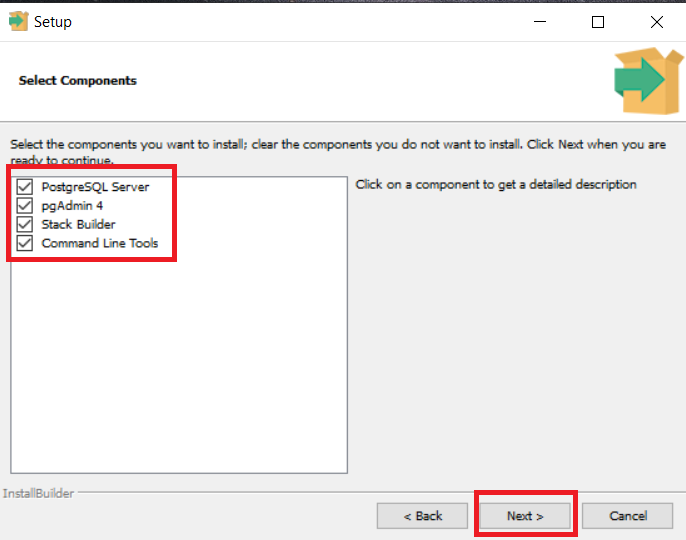 Setup
Select Components
Select the components you want to install; clear the components you do not want to install. Click Next when you are
ready to continue.
PostgreSQL Server
pgAdmin 4
Stack Builder
Command Line Tools
Click on a component to get a detailed description
InstallBuilder
< Back
Next >
Cancel